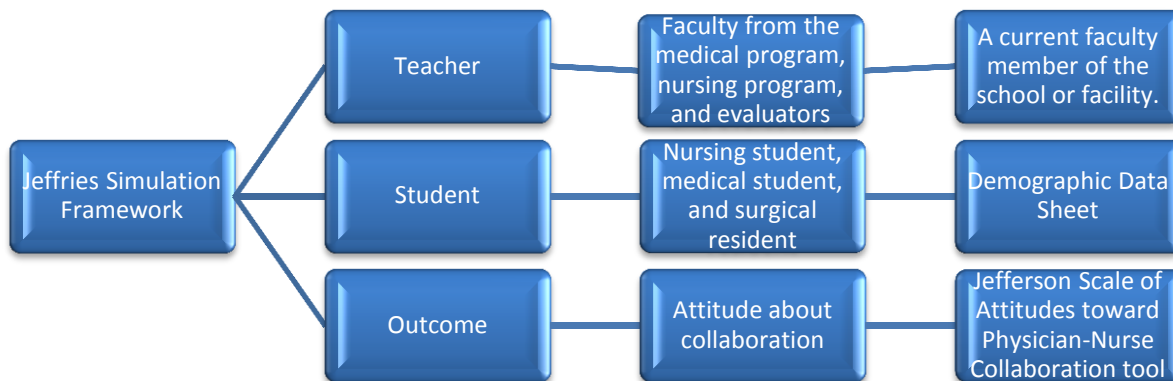 Teacher
Faculty from the
medical program,
nursing program,
and evaluators
A current faculty
member of the
school or facility.
Jeffries Simulation
Framework
Student
Nursing student,
medical student,
and surgical
resident
Demographic Data
Sheet
Outcome
Attitude about
collaboration
Jefferson Scale of
Attitudes toward
Physician-Nurse
Collaboration tool